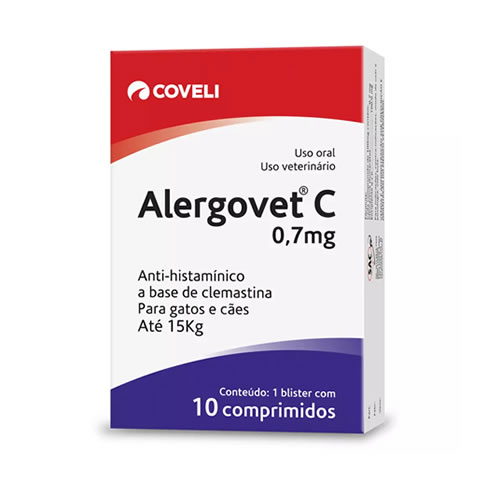 COVELI
Uso oral
Uso veterinário
Alergovet® C
0,7mg
Anti-histamínico
a base de clemastina
Para gatos e cães
Até 15Kg
Conteúdo: 1 blister com
10 comprimidos
SAC